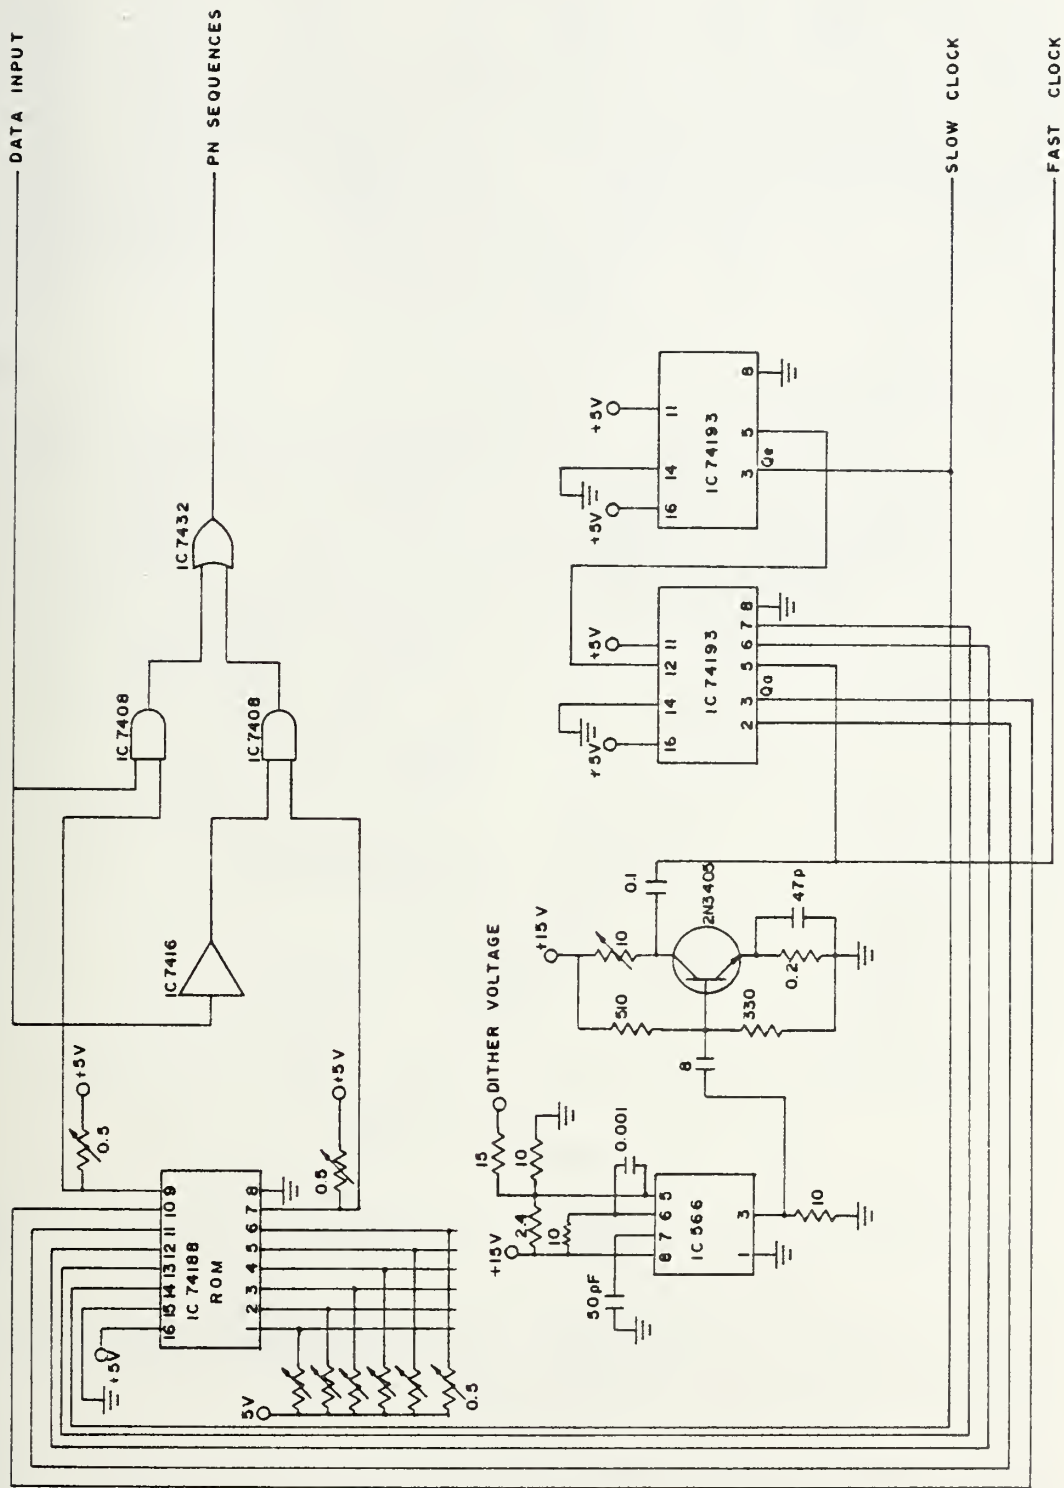 DATA INPUT
PN SEQUENCES
SLOW CLOCK
FAST CLOCK
IC 7432
IC 7408
IC 7408
IC 7416
+5V
0.5
+5V
0.5
16 15 14 13 12 11 10 9
IC 74188
ROM
1 2 3 4 5 6 7 8
+5V
5V
0.5
DITHER VOLTAGE
15
10
+15V
2.4
10
0.001
50pF
8 7 6 5
IC 566
1 3
10
8
+15V
510
10
0.1
2N3405
330
0.2
47p
+5V
+5V
16 14 12 11
IC 74193
Qa
2 3 5 6 7 8
+5V
+5V
16 14 11
IC 74193
Qe
3 5 8